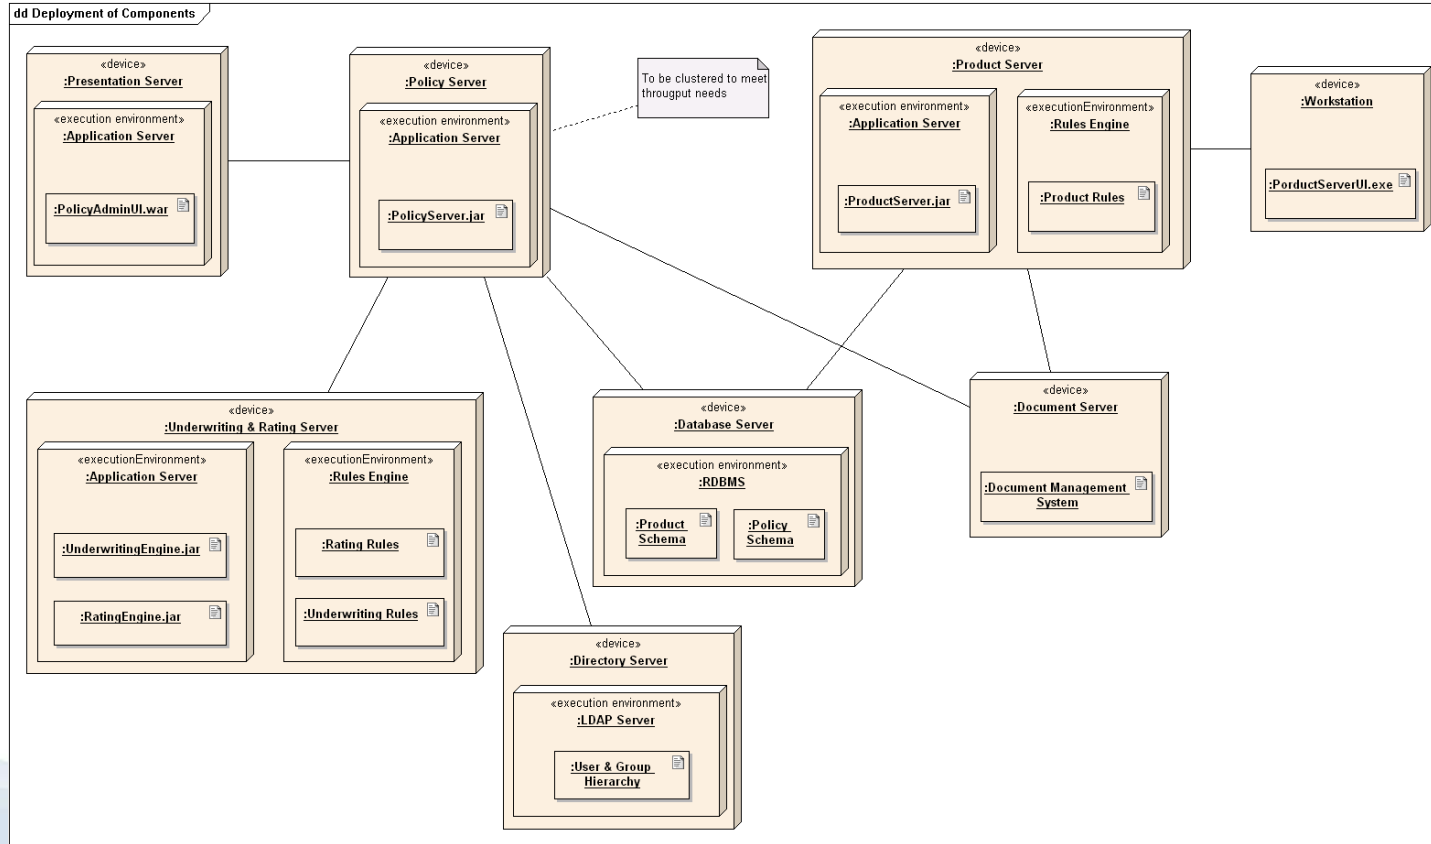 dd Deployment of Components
«device»
:Presentation Server
«execution environment»
:Application Server
:PolicyAdminUI.war
«device»
:Policy Server
«execution environment»
:Application Server
:PolicyServer.jar
To be clustered to meet
througput needs
«device»
:Product Server
«execution environment»
:Application Server
:ProductServer.jar
«executionEnvironment»
:Rules Engine
:Product Rules
«device»
:Workstation
:PorductServerUI.exe
«device»
:Underwriting & Rating Server
«executionEnvironment»
:Application Server
:UnderwritingEngine.jar
:RatingEngine.jar
«executionEnvironment»
:Rules Engine
:Rating Rules
:Underwriting Rules
«device»
:Database Server
«execution environment»
:RDBMS
:Product
Schema
:Policy
Schema
«device»
:Document Server
:Document Management
System
«device»
:Directory Server
«execution environment»
:LDAP Server
:User & Group
Hierarchy